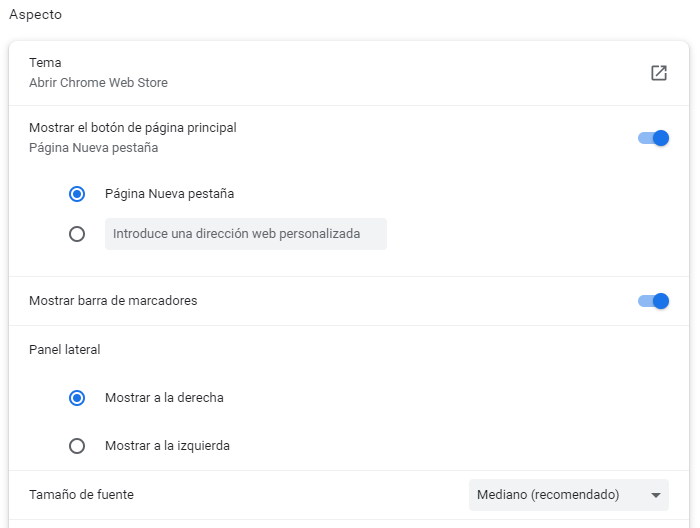 Aspecto
Tema
Abrir Chrome Web Store
Mostrar el botón de página principal
Página Nueva pestaña
Página Nueva pestaña
Introduce una dirección web personalizada
Mostrar barra de marcadores
Panel lateral
Mostrar a la derecha
Mostrar a la izquierda
Tamaño de fuente
Mediano (recomendado)